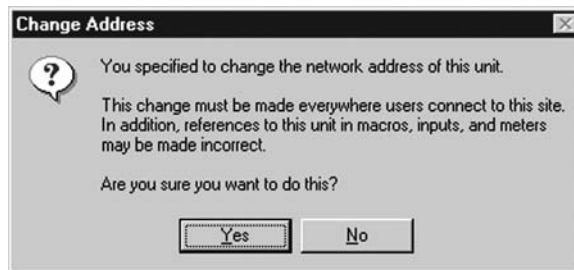 Change Address
You specified to change the network address of this unit.
This change must be made everywhere users connect to this site.
In addition, references to this unit in macros, inputs, and meters
may be made incorrect.
Are you sure you want to do this?
Yes No